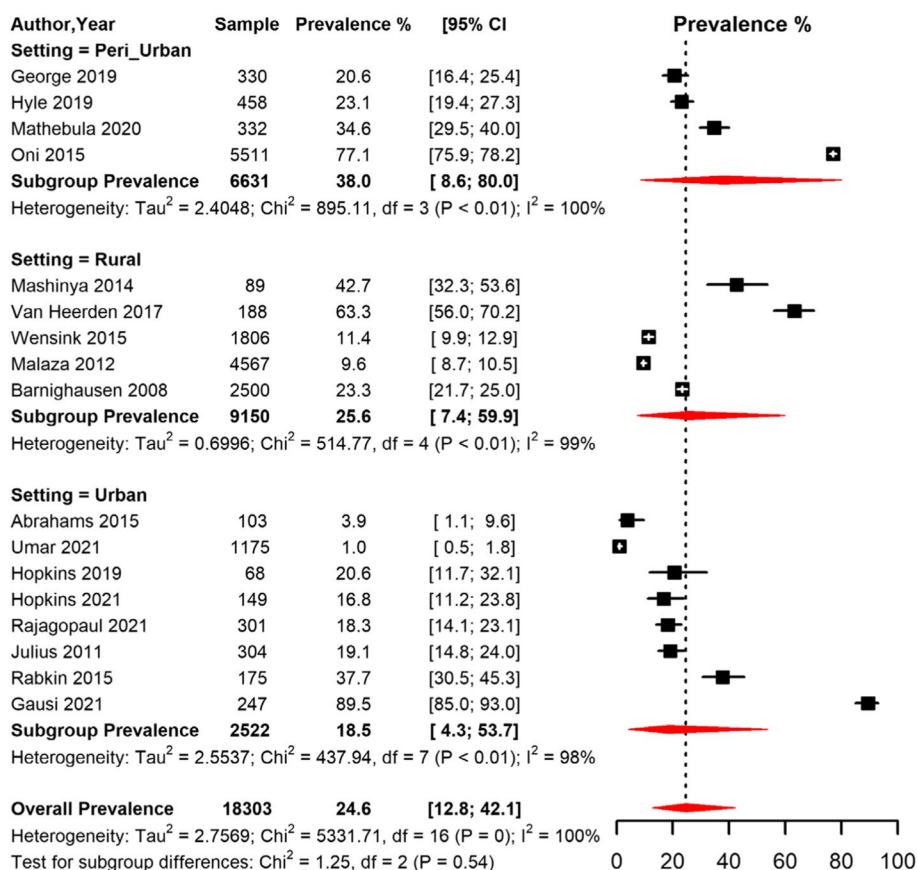 Author,Year Sample Prevalence % [95% CI Prevalence %
Setting = Peri_Urban
George 2019 330 20.6 [16.4; 25.4]
Hyle 2019 458 23.1 [19.4; 27.3]
Mathebula 2020 332 34.6 [29.5; 40.0]
Oni 2015 5511 77.1 [75.9; 78.2]
Subgroup Prevalence 6631 38.0 [ 8.6; 80.0]
Heterogeneity: Tau² = 2.4048; Chi² = 895.11, df = 3 (P < 0.01); I² = 100%
Setting = Rural
Mashinya 2014 89 42.7 [32.3; 53.6]
Van Heerden 2017 188 63.3 [56.0; 70.2]
Wensink 2015 1806 11.4 [ 9.9; 12.9]
Malaza 2012 4567 9.6 [ 8.7; 10.5]
Barnighausen 2008 2500 23.3 [21.7; 25.0]
Subgroup Prevalence 9150 25.6 [ 7.4; 59.9]
Heterogeneity: Tau² = 0.6996; Chi² = 514.77, df = 4 (P < 0.01); I² = 99%
Setting = Urban
Abrahams 2015 103 3.9 [ 1.1; 9.6]
Umar 2021 1175 1.0 [ 0.5; 1.8]
Hopkins 2019 68 20.6 [11.7; 32.1]
Hopkins 2021 149 16.8 [11.2; 23.8]
Rajagopaul 2021 301 18.3 [14.1; 23.1]
Julius 2011 304 19.1 [14.8; 24.0]
Rabkin 2015 175 37.7 [30.5; 45.3]
Gausi 2021 247 89.5 [85.0; 93.0]
Subgroup Prevalence 2522 18.5 [ 4.3; 53.7]
Heterogeneity: Tau² = 2.5537; Chi² = 437.94, df = 7 (P < 0.01); I² = 98%
Overall Prevalence 18303 24.6 [12.8; 42.1]
Heterogeneity: Tau² = 2.7569; Chi² = 5331.71, df = 16 (P = 0); I² = 100%
Test for subgroup differences: Chi² = 1.25, df = 2 (P = 0.54)
0 20 40 60 80 100